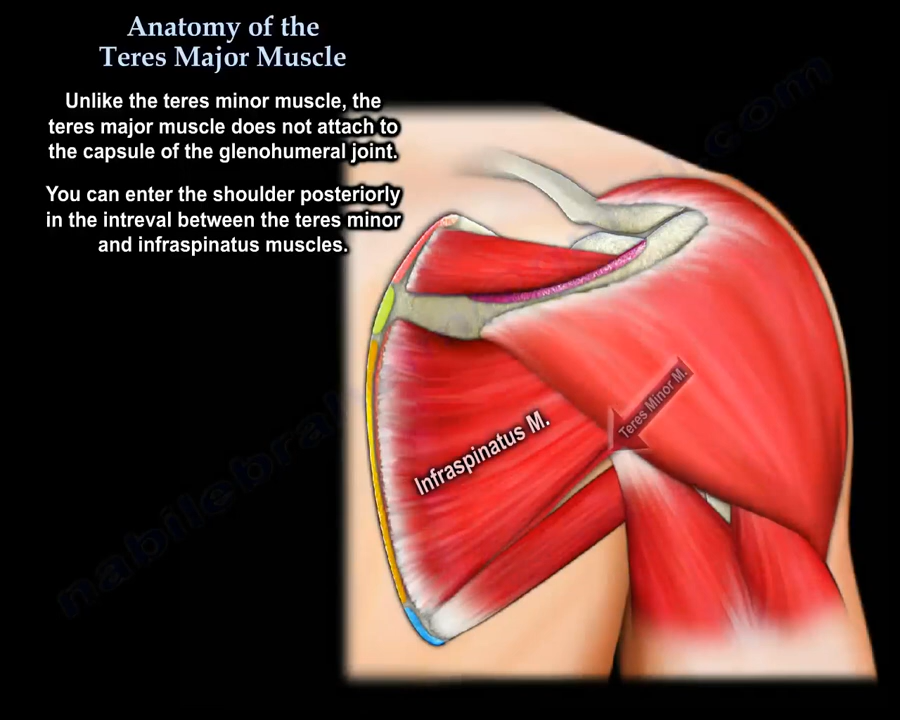 Anatomy of the
Teres Major Muscle
Unlike the teres minor muscle, the
teres major muscle does not attach to
the capsule of the glenohumeral joint.
You can enter the shoulder posteriorly
in the intreval between the teres minor
and infraspinatus muscles.
Teres Minor M.
Infraspinatus M.